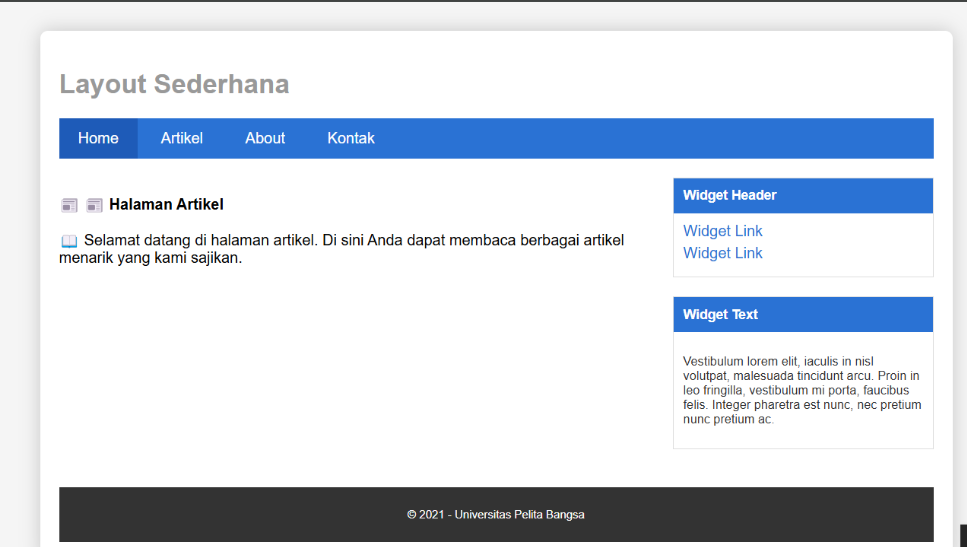 Layout Sederhana
Home Artikel About Kontak
📰 📰 Halaman Artikel
📖 Selamat datang di halaman artikel. Di sini Anda dapat membaca berbagai artikel
menarik yang kami sajikan.
Widget Header
Widget Link
Widget Link
Widget Text
Vestibulum lorem elit, iaculis in nisl
volutpat, malesuada tincidunt arcu. Proin in
leo fringilla, vestibulum mi porta, faucibus
felis. Integer pharetra est nunc, nec pretium
nunc pretium ac.
© 2021 - Universitas Pelita Bangsa